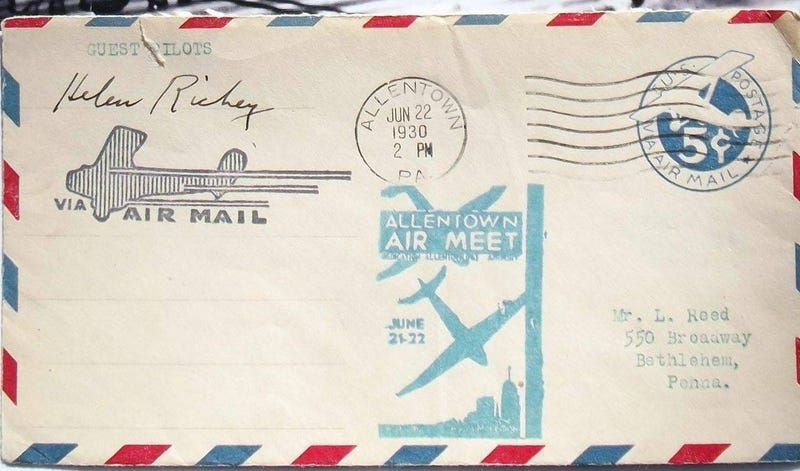 GUEST PILOTS
Helen Richey
VIA AIR MAIL
ALLENTOWN
JUN 22
1930
2 PM
PA.
U.S. POSTAGE
5¢
VIA AIR MAIL
ALLENTOWN
AIR MEET
JUNE
21-22
Mr. L. Reed
550 Broadway
Bethlehem,
Penna.